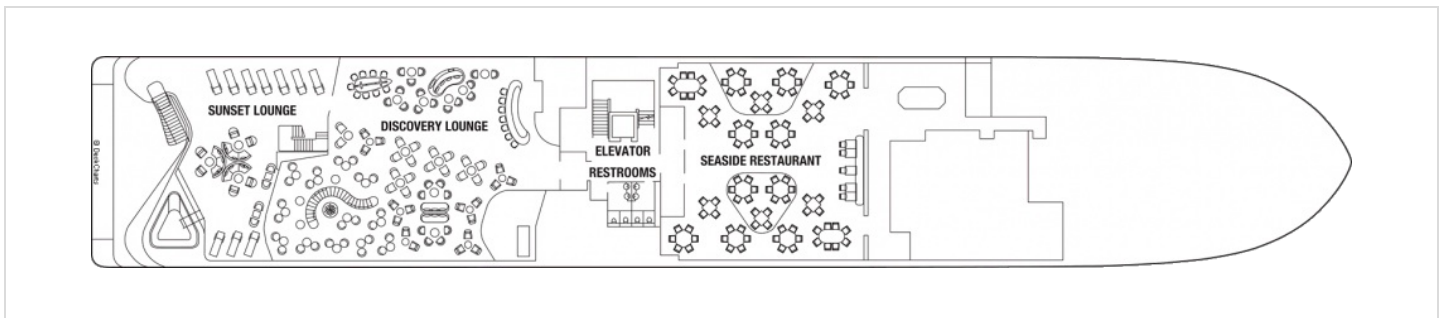 SUNSET LOUNGE
DISCOVERY LOUNGE
ELEVATOR
RESTROOMS
SEASIDE RESTAURANT